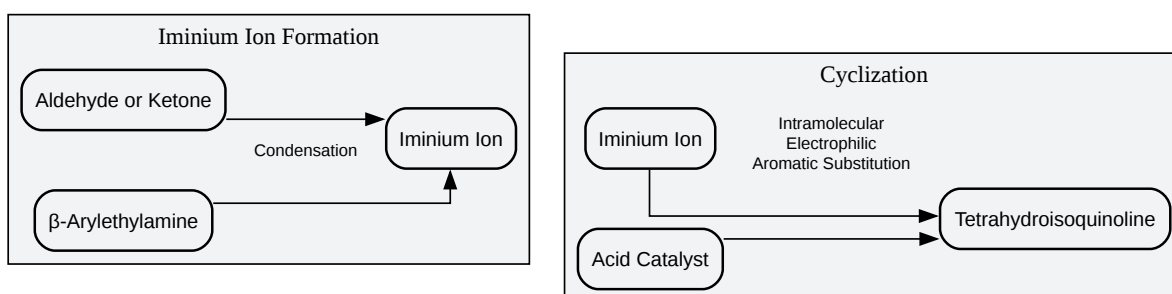 Iminium Ion Formation
Aldehyde or Ketone
Condensation
Iminium Ion
β-Arylethylamine
Cyclization
Iminium Ion
Intramolecular
Electrophilic
Aromatic Substitution
Acid Catalyst
Tetrahydroisoquinoline